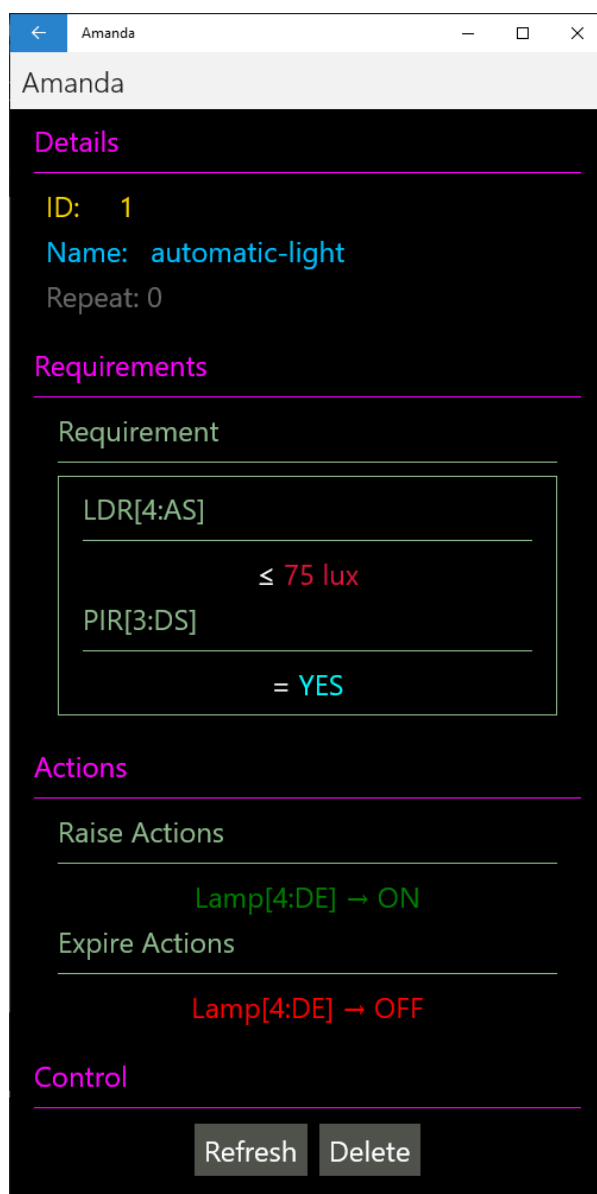 Amanda
Amanda
Details
ID: 1
Name: automatic-light
Repeat: 0
Requirements
Requirement
LDR[4:AS]
≤ 75 lux
PIR[3:DS]
= YES
Actions
Raise Actions
Lamp[4:DE] → ON
Expire Actions
Lamp[4:DE] → OFF
Control
Refresh Delete